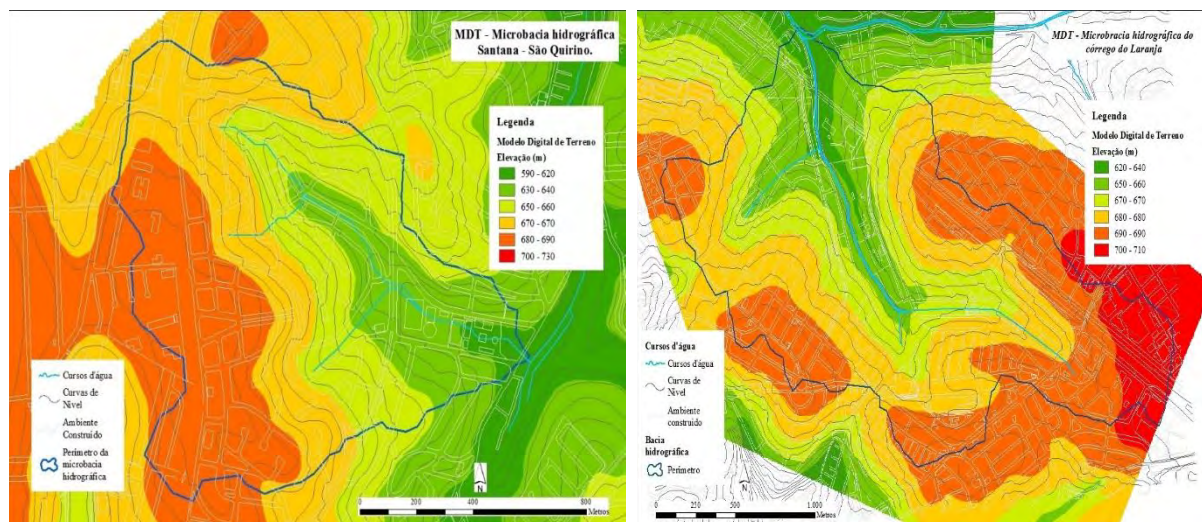 MDT - Microbacia hidrográfica
Santana - São Quirino.
Legenda
Modelo Digital de Terreno
Elevação (m)
590 - 620
630 - 640
650 - 660
670 - 670
680 - 690
700 - 730
Cursos d'água
Curvas de
Nível
Ambiente
Construído
Perímetro da
microbacia
hidrográfica
N
0
400
800
Metros
MDT - Microbracia hidrográfica do
córrego do Laranja
Legenda
Modelo Digital de Terreno
Elevação (m)
620 - 640
650 - 660
670 - 670
680 - 680
690 - 690
700 - 710
Cursos d'água
Cursos d'água
Curvas de
Nível
Ambiente
construído
Bacia
hidrográfica
Perímetro
N
0
250
500
1.000
Metros